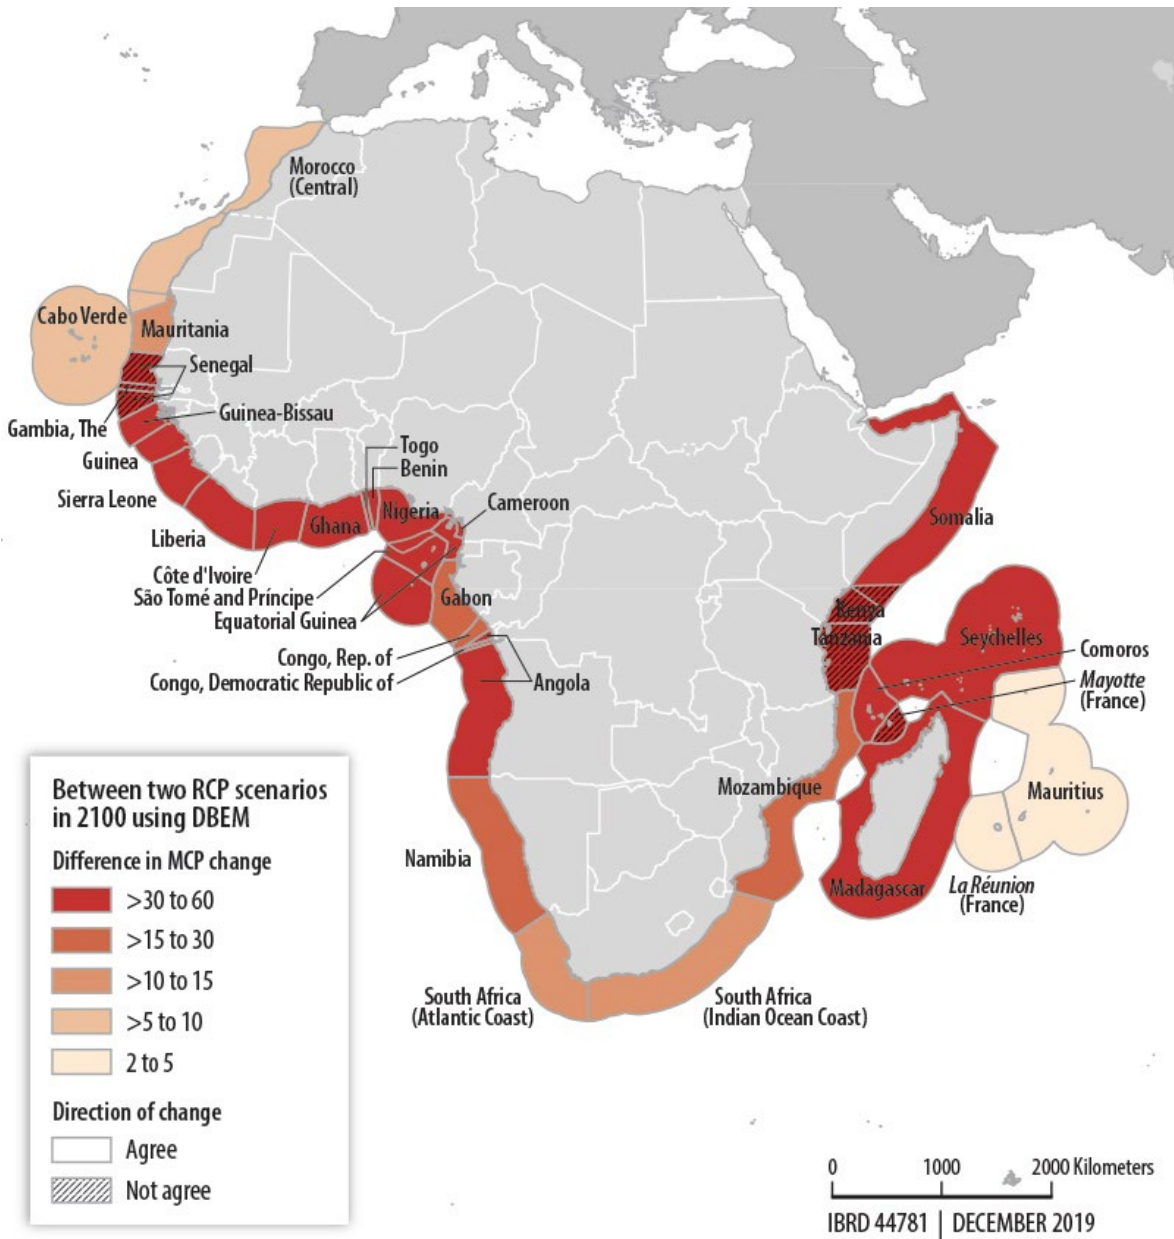 Morocco
(Central)
Cabo Verde
Mauritania
Senegal
Gambia, The
Guinea-Bissau
Guinea
Sierra Leone
Liberia
Côte d'Ivoire
Ghana
Togo
Benin
Nigeria
Cameroon
São Tomé and Príncipe
Equatorial Guinea
Gabon
Congo, Rep. of
Congo, Democratic Republic of
Angola
Somalia
Kenya
Tanzania
Seychelles
Comoros
Mayotte
(France)
Mozambique
Mauritius
Madagascar
La Réunion
(France)
Namibia
South Africa
(Atlantic Coast)
South Africa
(Indian Ocean Coast)
Between two RCP scenarios
in 2100 using DBEM
Difference in MCP change
>30 to 60
>15 to 30
>10 to 15
>5 to 10
2 to 5
Direction of change
Agree
Not agree
0 1000 2000 Kilometers
IBRD 44781 | DECEMBER 2019